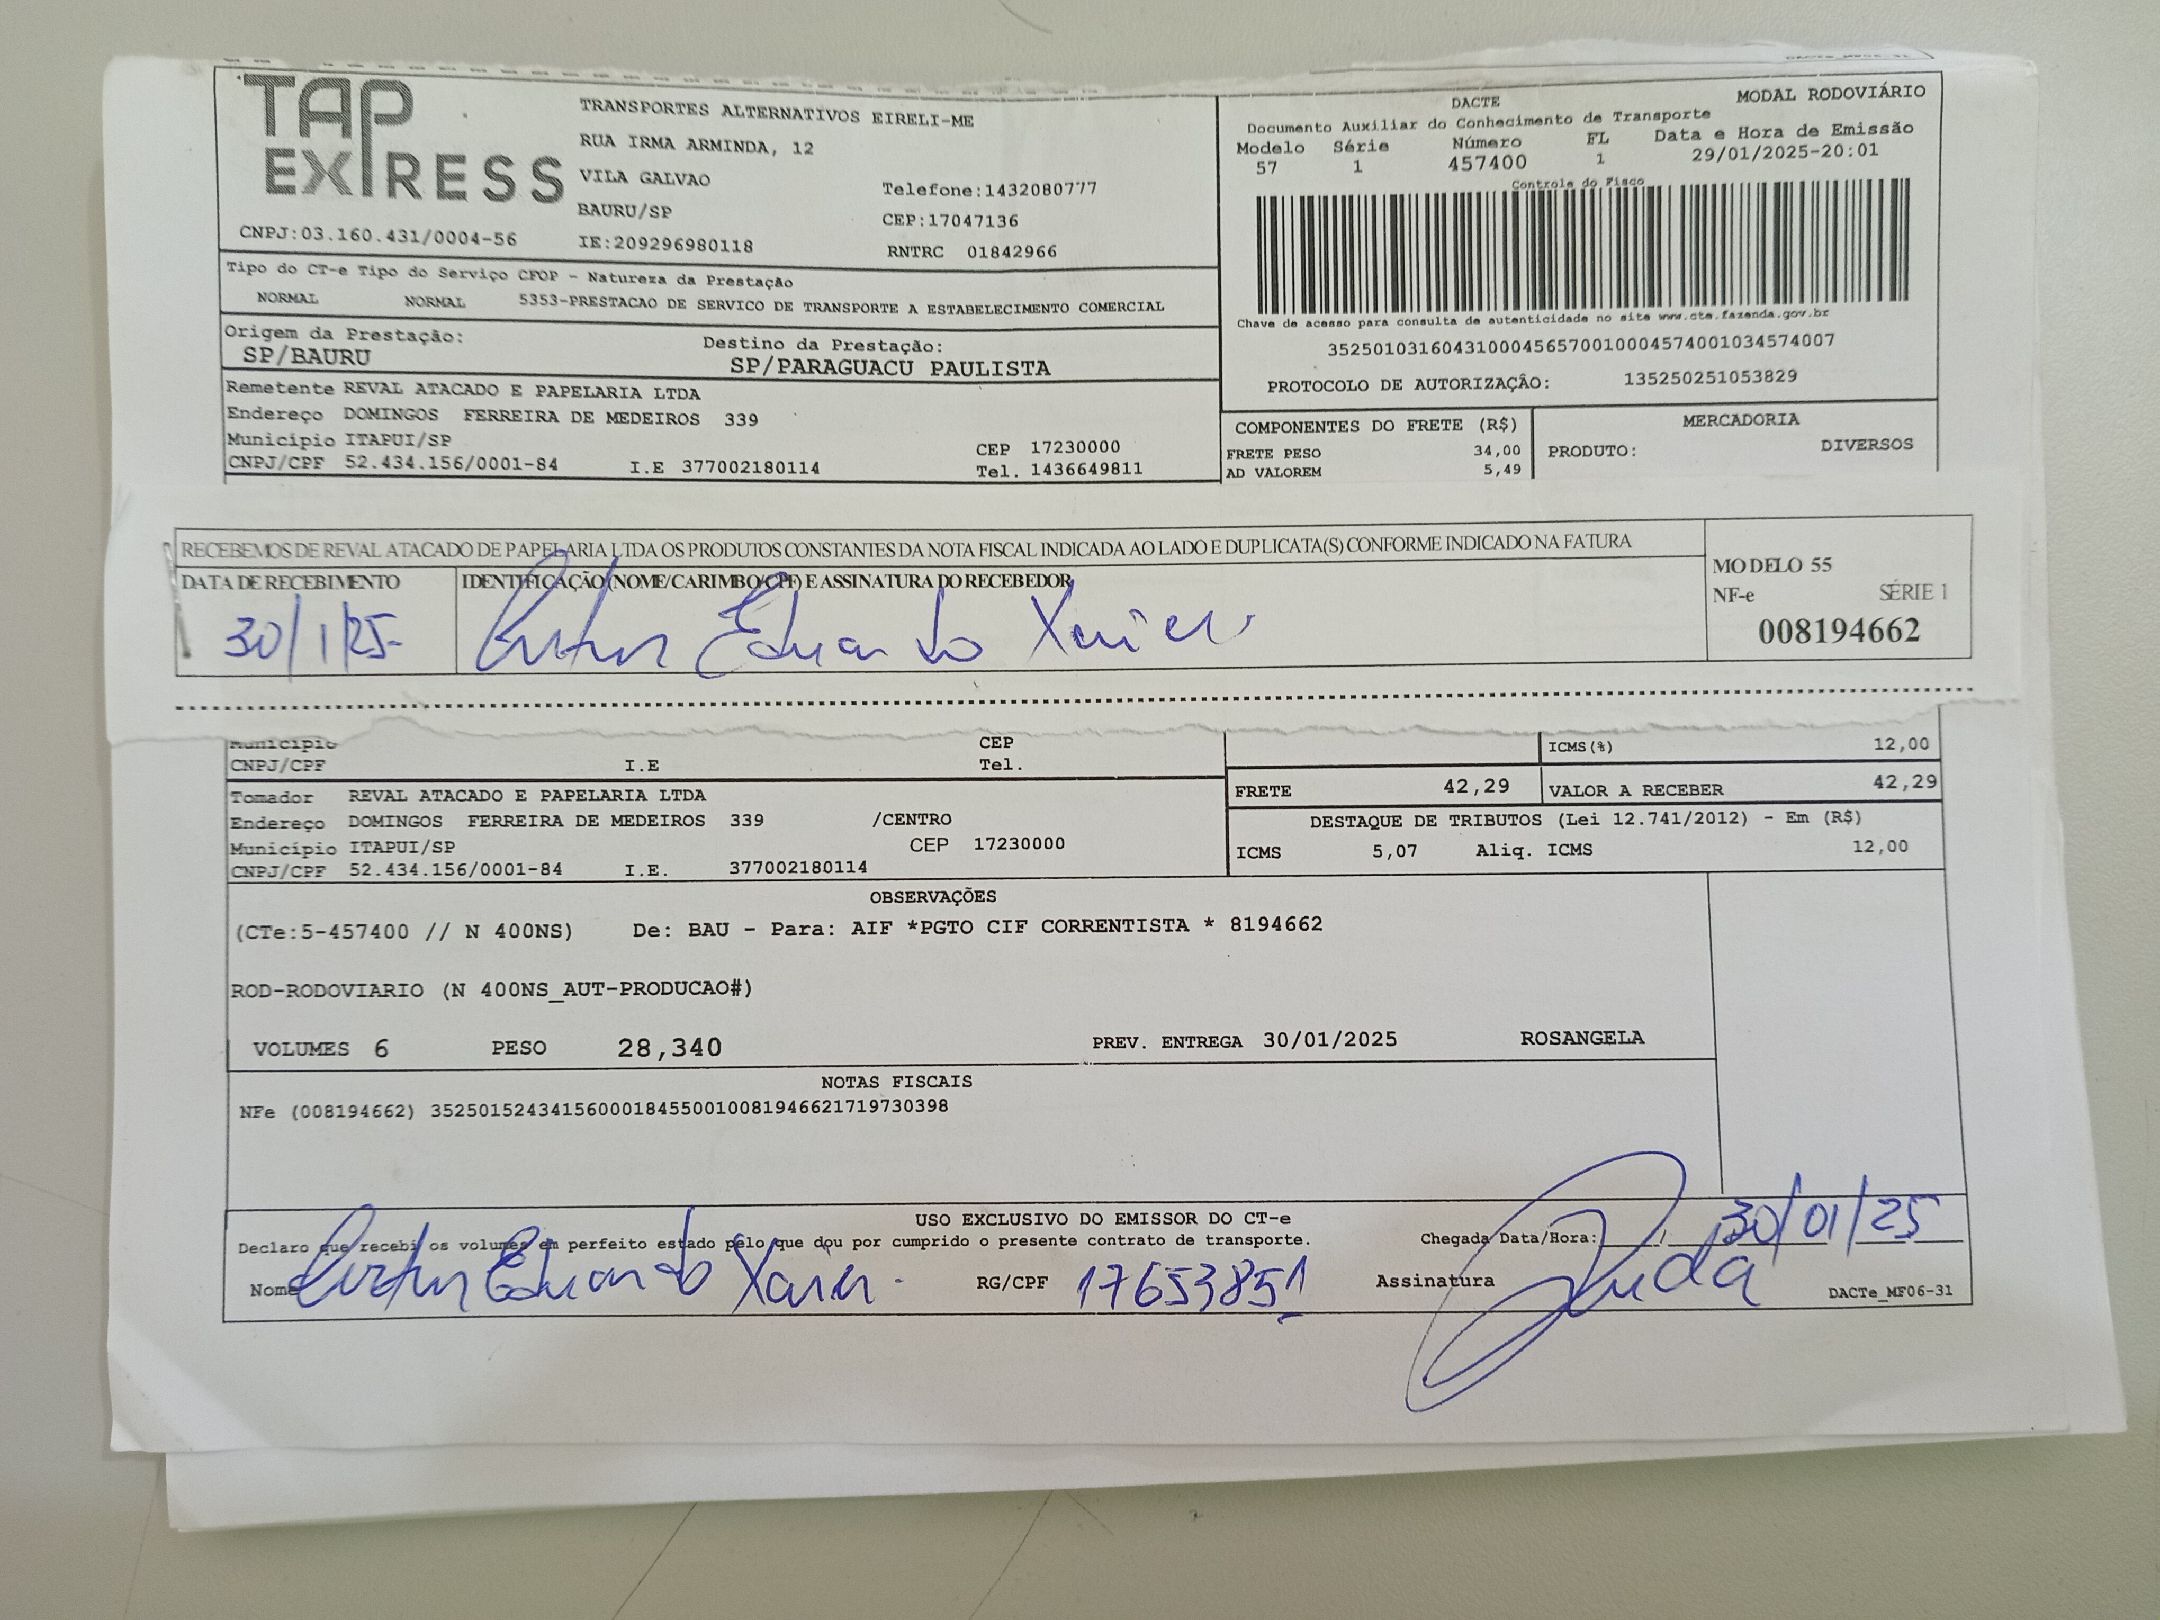 TAP EXPRESS
TRANSPORTES ALTERNATIVOS EIRELI-ME
RUA IRMA ARMINDA, 12
VILA GALVAO
Telefone:1432080777
BAURU/SP
CEP:17047136
CNPJ:03.160.431/0004-56
IE:209296980118
RNTRC 01842966
DACTE
MODAL RODOVIÁRIO
Documento Auxiliar do Conhecimento de Transporte
Modelo Série Número FL Data e Hora de Emissão
57 1 457400 1 29/01/2025-20:01
Controle do Fisco
Chave de acesso para consulta de autenticidade no site www.cte.fazenda.gov.br
35250103160431000456570010004574001034574007
PROTOCOLO DE AUTORIZAÇÃO: 135250251053829
Tipo do CT-e Tipo do Serviço CFOP - Natureza da Prestação
NORMAL NORMAL 5353-PRESTACAO DE SERVICO DE TRANSPORTE A ESTABELECIMENTO COMERCIAL
Origem da Prestação: Destino da Prestação:
SP/BAURU SP/PARAGUACU PAULISTA
Remetente REVAL ATACADO E PAPELARIA LTDA
Endereço DOMINGOS FERREIRA DE MEDEIROS 339
Município ITAPUI/SP CEP 17230000
CNPJ/CPF 52.434.156/0001-84 I.E 377002180114 Tel. 1436649811
COMPONENTES DO FRETE (R$)
FRETE PESO 34,00
AD VALOREM 5,49
MERCADORIA
PRODUTO: DIVERSOS
RECEBEMOS DE REVAL ATACADO DE PAPELARIA LTDA OS PRODUTOS CONSTANTES DA NOTA FISCAL INDICADA AO LADO E DUPLICATA(S) CONFORME INDICADO NA FATURA
DATA DE RECEBIMENTO
IDENTIFICAÇÃO (NOME/CARIMBO/CPF) E ASSINATURA DO RECEBEDOR
30/1/25
Eduardo Xavier
MODELO 55
NF-e SÉRIE 1
008194662
Município CEP
CNPJ/CPF I.E Tel.
ICMS(%) 12,00
FRETE 42,29 VALOR A RECEBER 42,29
Tomador REVAL ATACADO E PAPELARIA LTDA
Endereço DOMINGOS FERREIRA DE MEDEIROS 339 /CENTRO
Município ITAPUI/SP CEP 17230000
CNPJ/CPF 52.434.156/0001-84 I.E. 377002180114
DESTAQUE DE TRIBUTOS (Lei 12.741/2012) - Em (R$)
ICMS 5,07 Aliq. ICMS 12,00
OBSERVAÇÕES
(CTe:5-457400 // N 400NS) De: BAU - Para: AIF *PGTO CIF CORRENTISTA * 8194662
ROD-RODOVIARIO (N 400NS_AUT-PRODUCAO#)
VOLUMES 6 PESO 28,340 PREV. ENTREGA 30/01/2025 ROSANGELA
NOTAS FISCAIS
NFe (008194662) 35250152434156000184550010081946621719730398
USO EXCLUSIVO DO EMISSOR DO CT-e
Declaro que recebi os volumes em perfeito estado pelo que dou por cumprido o presente contrato de transporte.
Chegada Data/Hora: 30/01/25
Nome Eduardo Xavier RG/CPF 17653851 Assinatura
DACTe_MF06-31